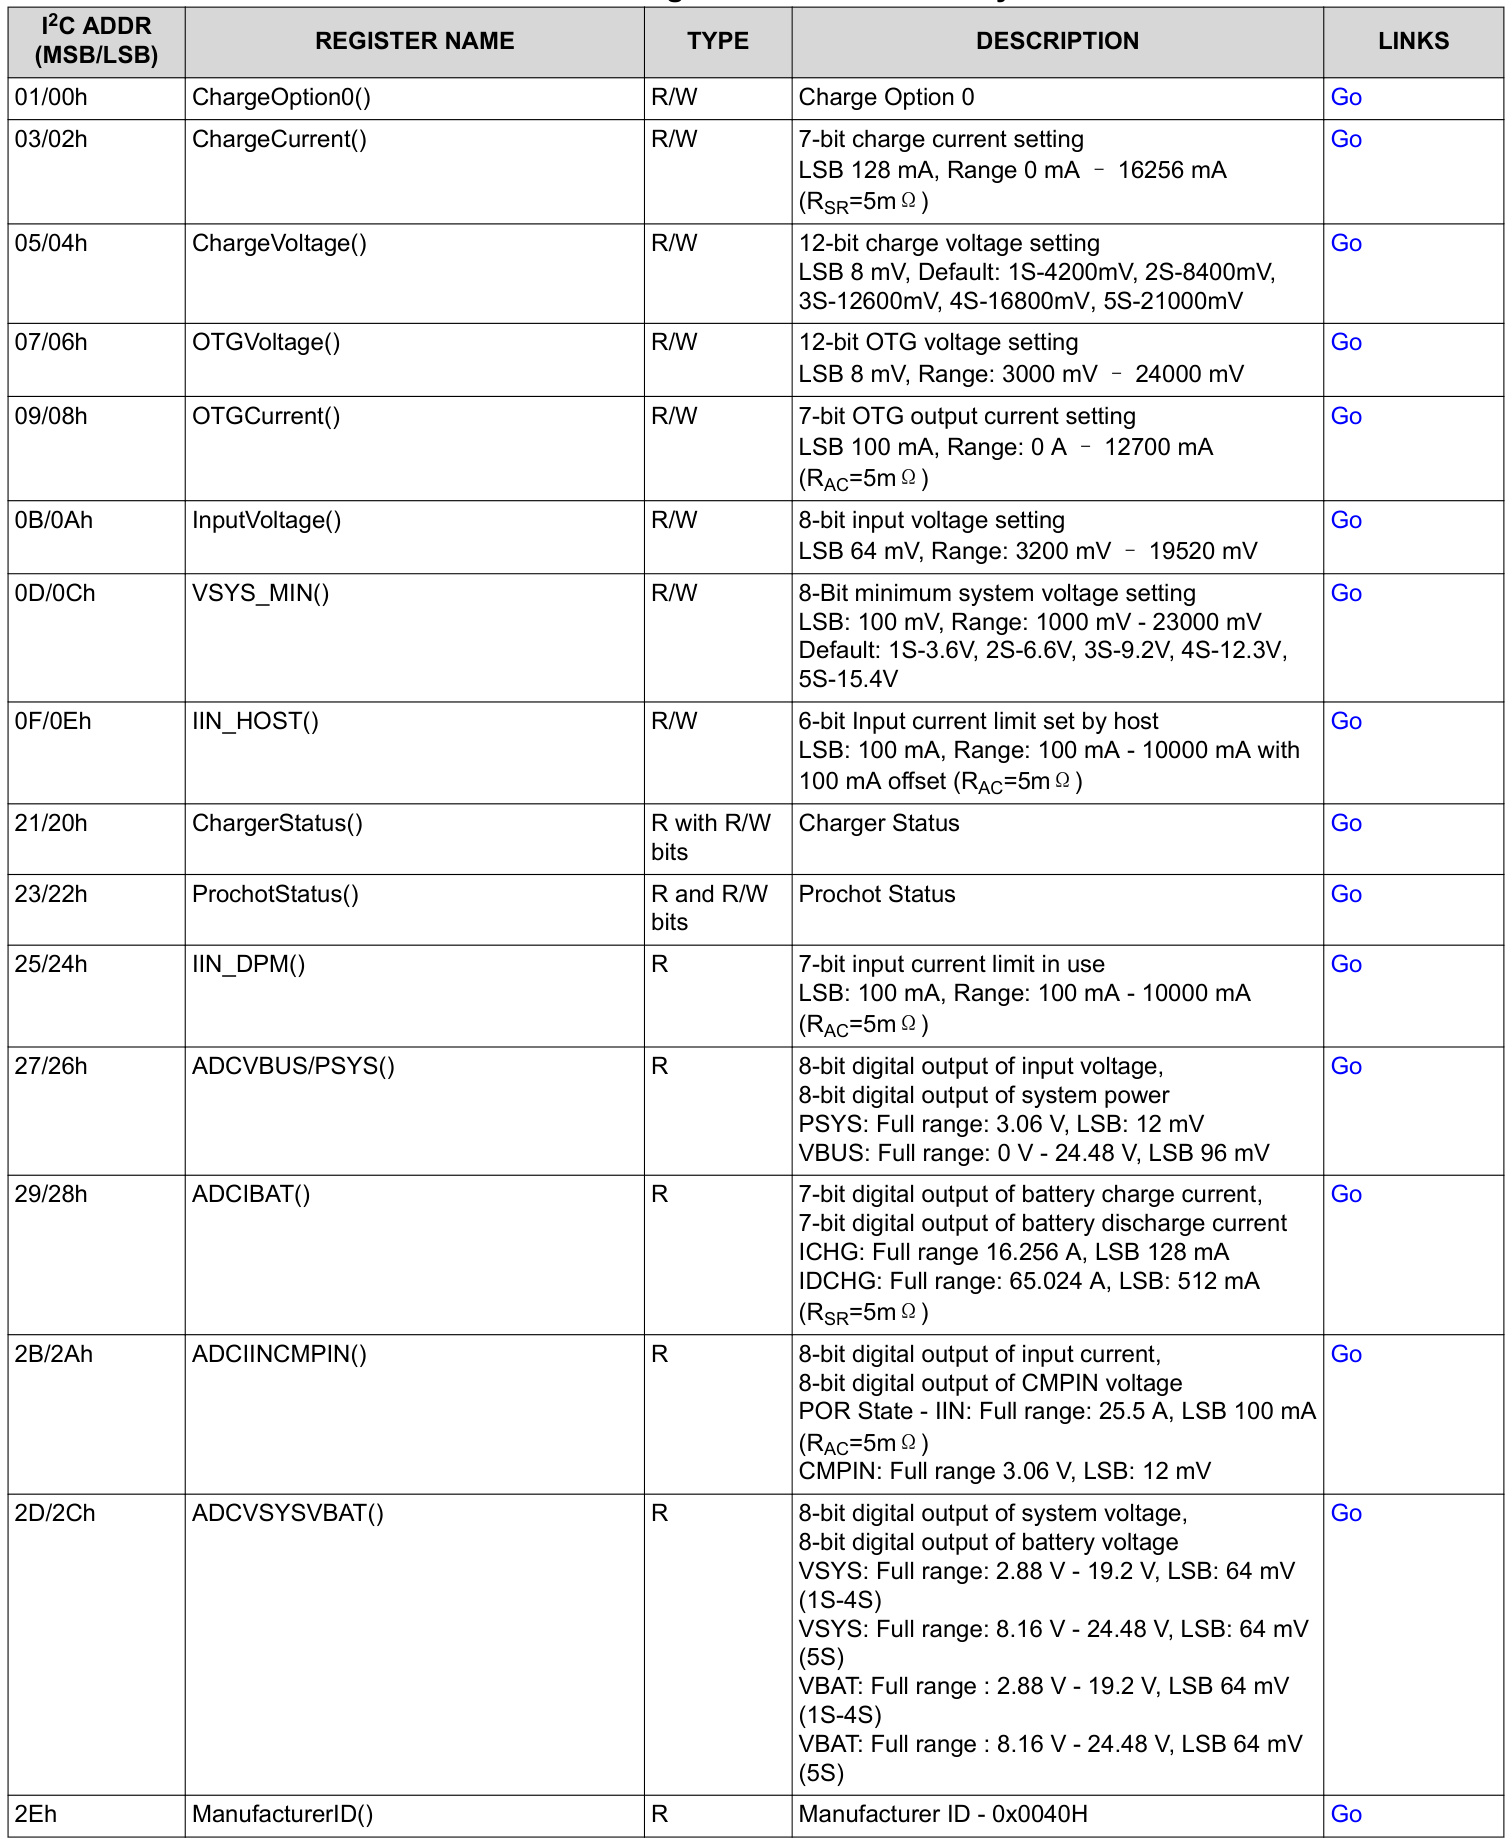 I2C ADDR
(MSB/LSB)
REGISTER NAME
TYPE
DESCRIPTION
LINKS
01/00h
ChargeOption0()
R/W
Charge Option 0
Go
03/02h
ChargeCurrent()
R/W
7-bit charge current setting
LSB 128 mA, Range 0 mA – 16256 mA
(RSR=5mΩ)
Go
05/04h
ChargeVoltage()
R/W
12-bit charge voltage setting
LSB 8 mV, Default: 1S-4200mV, 2S-8400mV,
3S-12600mV, 4S-16800mV, 5S-21000mV
Go
07/06h
OTGVoltage()
R/W
12-bit OTG voltage setting
LSB 8 mV, Range: 3000 mV – 24000 mV
Go
09/08h
OTGCurrent()
R/W
7-bit OTG output current setting
LSB 100 mA, Range: 0 A – 12700 mA
(RAC=5mΩ)
Go
0B/0Ah
InputVoltage()
R/W
8-bit input voltage setting
LSB 64 mV, Range: 3200 mV – 19520 mV
Go
0D/0Ch
VSYS_MIN()
R/W
8-Bit minimum system voltage setting
LSB: 100 mV, Range: 1000 mV - 23000 mV
Default: 1S-3.6V, 2S-6.6V, 3S-9.2V, 4S-12.3V,
5S-15.4V
Go
0F/0Eh
IIN_HOST()
R/W
6-bit Input current limit set by host
LSB: 100 mA, Range: 100 mA - 10000 mA with
100 mA offset (RAC=5mΩ)
Go
21/20h
ChargerStatus()
R with R/W
bits
Charger Status
Go
23/22h
ProchotStatus()
R and R/W
bits
Prochot Status
Go
25/24h
IIN_DPM()
R
7-bit input current limit in use
LSB: 100 mA, Range: 100 mA - 10000 mA
(RAC=5mΩ)
Go
27/26h
ADCVBUS/PSYS()
R
8-bit digital output of input voltage,
8-bit digital output of system power
PSYS: Full range: 3.06 V, LSB: 12 mV
VBUS: Full range: 0 V - 24.48 V, LSB 96 mV
Go
29/28h
ADCIBAT()
R
7-bit digital output of battery charge current,
7-bit digital output of battery discharge current
ICHG: Full range 16.256 A, LSB 128 mA
IDCHG: Full range: 65.024 A, LSB: 512 mA
(RSR=5mΩ)
Go
2B/2Ah
ADCIINCMPIN()
R
8-bit digital output of input current,
8-bit digital output of CMPIN voltage
POR State - IIN: Full range: 25.5 A, LSB 100 mA
(RAC=5mΩ)
CMPIN: Full range 3.06 V, LSB: 12 mV
Go
2D/2Ch
ADCVSYSVBAT()
R
8-bit digital output of system voltage,
8-bit digital output of battery voltage
VSYS: Full range: 2.88 V - 19.2 V, LSB: 64 mV
(1S-4S)
VSYS: Full range: 8.16 V - 24.48 V, LSB: 64 mV
(5S)
VBAT: Full range : 2.88 V - 19.2 V, LSB 64 mV
(1S-4S)
VBAT: Full range : 8.16 V - 24.48 V, LSB 64 mV
(5S)
Go
2Eh
ManufacturerID()
R
Manufacturer ID - 0x0040H
Go